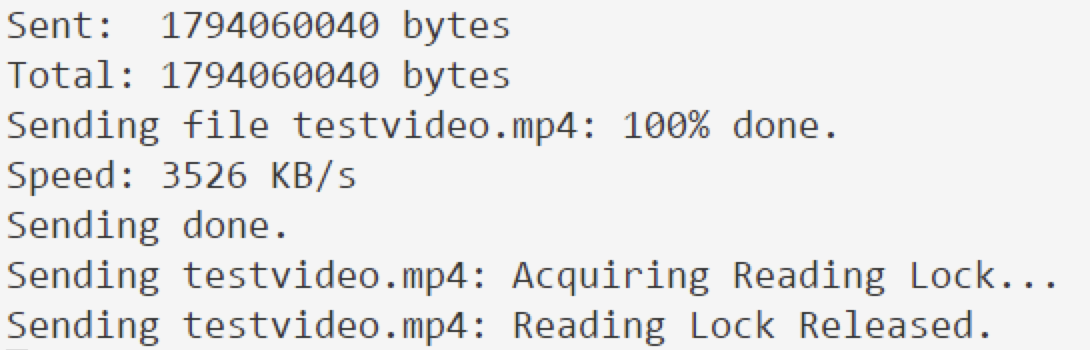 Sent:  1794060040 bytes
Total: 1794060040 bytes
Sending file testvideo.mp4: 100% done.
Speed: 3526 KB/s
Sending done.
Sending testvideo.mp4: Acquiring Reading Lock...
Sending testvideo.mp4: Reading Lock Released.